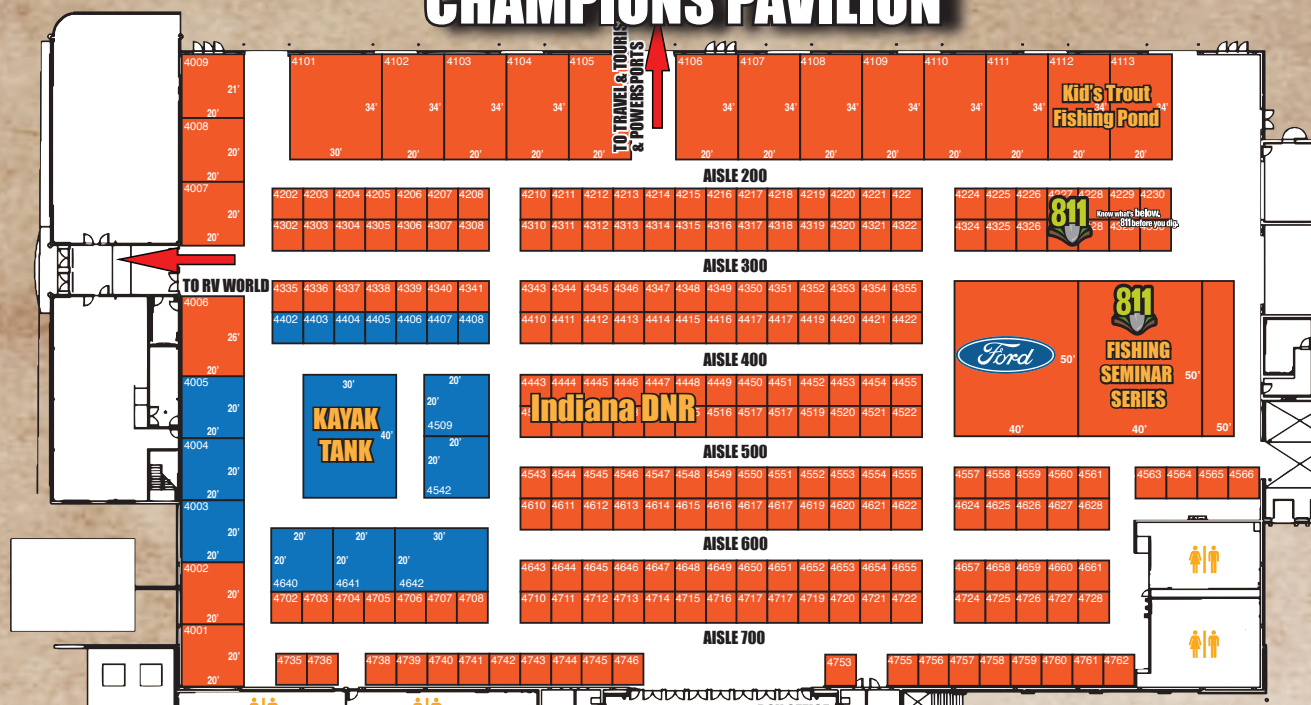 CHAMPIONS PAVILION
TO TRAVEL & TOURIS
& POWERSPORTS
4009 4101 4102 4103 4104 4105 4106 4107 4108 4109 4110 4111 4112 4113
21' 34' 34' 34' 34' 34' 34' 34' 34' 34' 34' 34' 34'
Kid's Trout
Fishing Pond
20'
4008
20' 30' 20' 20' 20' 20' 20' 20' 20' 20' 20' 20' 20' 20'
AISLE 200
4007 4202 4203 4204 4205 4206 4207 4208 4210 4211 4212 4213 4214 4215 4216 4217 4218 4219 4220 4221 422 4224 4225 4226 4227 4228 4229 4230
20'
811 Know what's below.
811 before you dig.
4302 4303 4304 4305 4306 4307 4308 4310 4311 4312 4313 4314 4315 4316 4317 4318 4319 4320 4321 4322 4324 4325 4326
20'
AISLE 300
TO RV WORLD
4335 4336 4337 4338 4339 4340 4341 4343 4344 4345 4346 4347 4348 4349 4350 4351 4352 4353 4354 4355
4006
811
4402 4403 4404 4405 4406 4407 4408 4410 4411 4412 4413 4414 4415 4416 4417 4417 4419 4420 4421 4422
26'
Ford 50'
FISHING
SEMINAR
SERIES
50'
AISLE 400
20'
4005 30' 20' 4443 4444 4445 4446 4447 4448 4449 4450 4451 4452 4453 4454 4455
20' 20'
KAYAK
TANK
40'
4509
Indiana DNR
4516 4517 4517 4519 4520 4521 4522
20' 40' 40' 50'
4004 20'
AISLE 500
20' 20'
4542
4543 4544 4545 4546 4547 4548 4549 4550 4551 4552 4553 4554 4555 4557 4558 4559 4560 4561 4563 4564 4565 4566
20'
4003
4610 4611 4612 4613 4614 4615 4616 4617 4617 4619 4620 4621 4622 4624 4625 4626 4627 4628
20' 20' 20' 30'
AISLE 600
20' 20' 20' 20'
4640 4641 4642
4002
4643 4644 4645 4646 4647 4648 4649 4650 4651 4652 4653 4654 4655 4657 4658 4659 4660 4661
20'
4702 4703 4704 4705 4706 4707 4708 4710 4711 4712 4713 4714 4715 4716 4717 4717 4719 4720 4721 4722 4724 4725 4726 4727 4728
20'
4001
AISLE 700
20'
4735 4736 4738 4739 4740 4741 4742 4743 4744 4745 4746 4753 4755 4756 4757 4758 4759 4760 4761 4762
20'